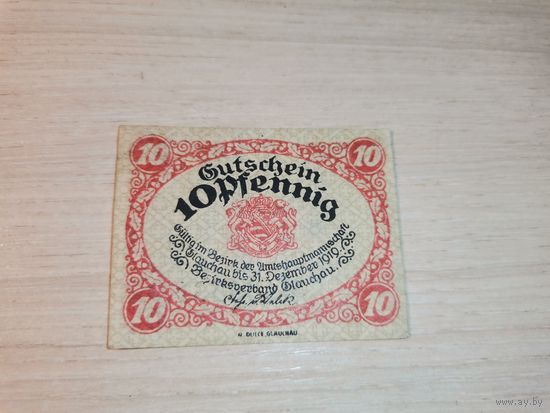 10 10
Gutschein
10 Pfennig
Gültig im Bezirk der Amtshauptmannschaft
Glauchau bis 31. Dezember 1919.
Bezirksverband Glauchau.
10 10
GLAUCHAU
www.ay.by